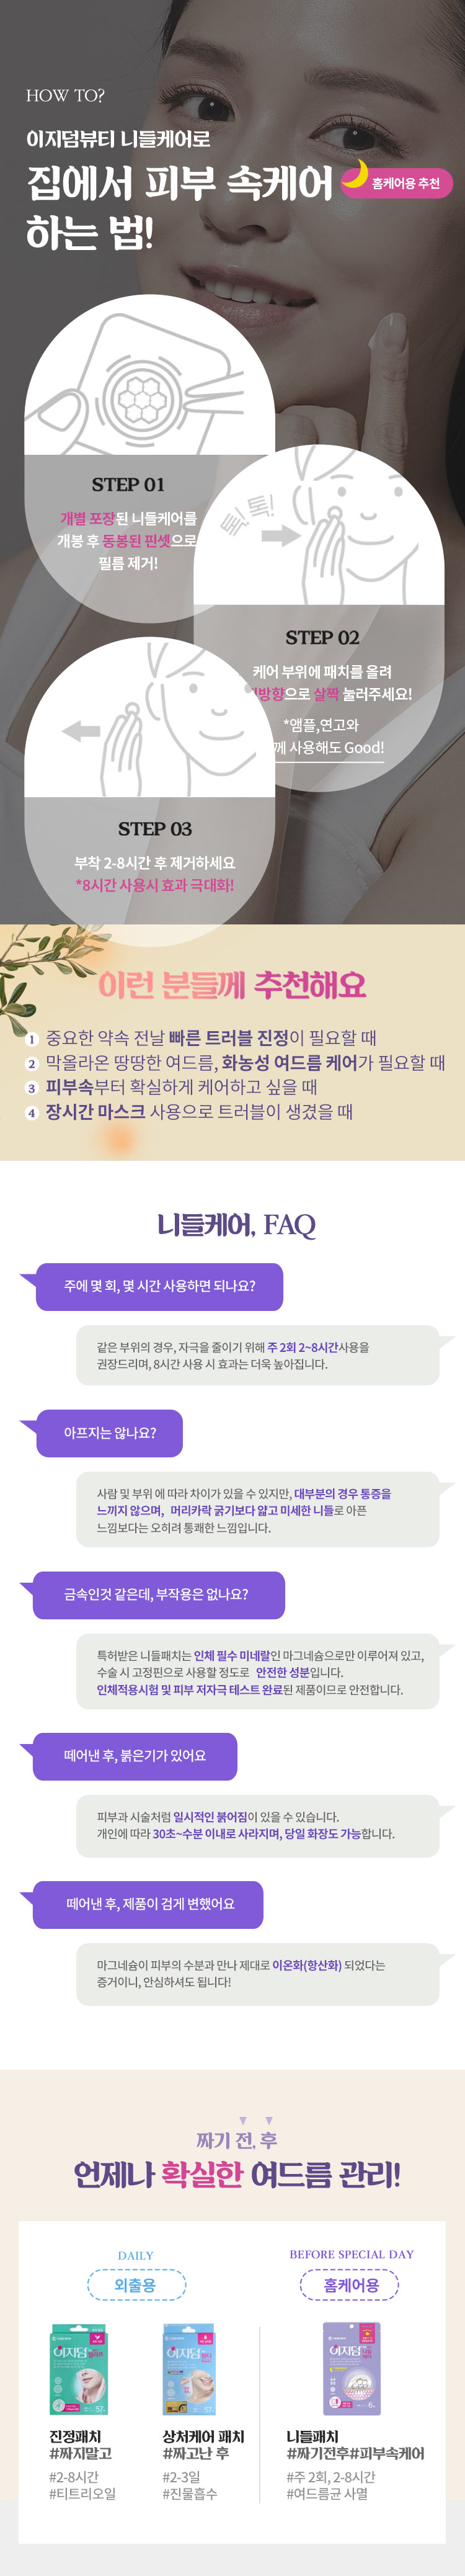 HOW TO?
이지덤뷰티 니들케어로
집에서 피부 속케어
홈케어용 추천
하는 법!
STEP 01
개별 포장된 니들케어를
개봉 후 동봉된 핀셋으로
필름 제거!
톡! 톡!
STEP 02
케어 부위에 패치를 올려
방향으로 살짝 눌러주세요!
*앰플,연고와
께 사용해도 Good!
STEP 03
부착 2-8시간 후 제거하세요
*8시간 사용시 효과 극대화!
이런 분들께 추천해요
1 중요한 약속 전날 빠른 트러블 진정이 필요할 때
2 막올라온 땅땅한 여드름, 화농성 여드름 케어가 필요할 때
3 피부속부터 확실하게 케어하고 싶을 때
4 장시간 마스크 사용으로 트러블이 생겼을 때
니들케어, FAQ
주에 몇 회, 몇 시간 사용하면 되나요?
같은 부위의 경우, 자극을 줄이기 위해 주 2회 2~8시간사용을
권장드리며, 8시간 사용 시 효과는 더욱 높아집니다.
아프지는 않나요?
사람 및 부위에 따라 차이가 있을 수 있지만, 대부분의 경우 통증을
느끼지 않으며, 머리카락 굵기보다 얇고 미세한 니들로 아픈
느낌보다는 오히려 통쾌한 느낌입니다.
금속인것 같은데, 부작용은 없나요?
특허받은 니들패치는 인체 필수 미네랄인 마그네슘으로만 이루어져 있고,
수술 시 고정핀으로 사용할 정도로 안전한 성분입니다.
인체적용시험 및 피부 저자극 테스트 완료된 제품이므로 안전합니다.
떼어낸 후, 붉은기가 있어요
피부과 시술처럼 일시적인 붉어짐이 있을 수 있습니다.
개인에 따라 30초~수분 이내로 사라지며, 당일 화장도 가능합니다.
떼어낸 후, 제품이 검게 변했어요
마그네슘이 피부의 수분과 만나 제대로 이온화(항산화) 되었다는
증거이니, 안심하셔도 됩니다!
짜기 전, 후
언제나 확실한 여드름 관리!
DAILY
외출용
BEFORE SPECIAL DAY
홈케어용
이지덤
이지덤
이지덤
진정패치
#짜지말고
#2-8시간
#티트리오일
상처케어 패치
#짜고난 후
#2-3일
#진물흡수
니들패치
#짜기전후#피부속케어
#주 2회, 2-8시간
#여드름균 사멸